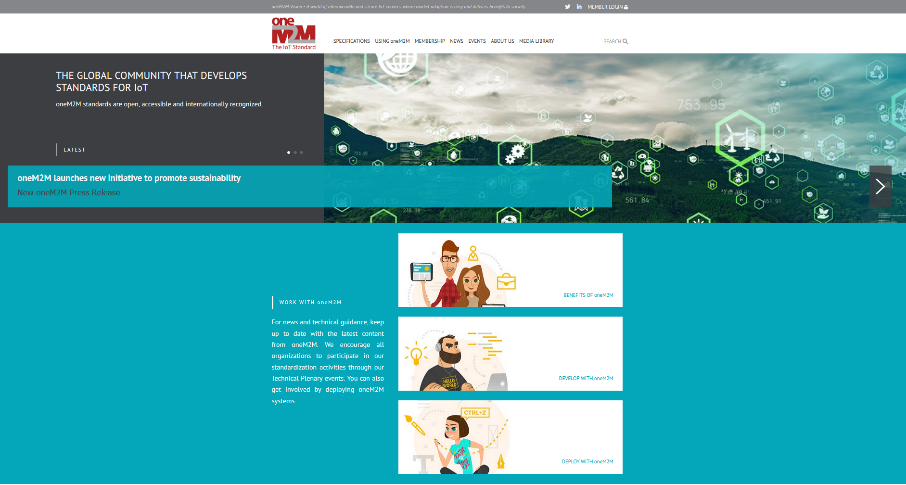 MEMBER LOGIN
one
M2M
The IoT Standard
SPECIFICATIONS USING oneM2M MEMBERSHIP NEWS EVENTS ABOUT US MEDIA LIBRARY
SEARCH
THE GLOBAL COMMUNITY THAT DEVELOPS
STANDARDS FOR IoT
oneM2M standards are open, accessible and internationally recognized.
753.95
LATEST
oneM2M launches new initiative to promote sustainability
New oneM2M Press Release
561.84
WORK WITH oneM2M
For news and technical guidance, keep
up to date with the latest content
from oneM2M. We encourage all
organizations to participate in our
standardization activities through our
Technical Plenary events. You can also
get involved by deploying oneM2M
systems.
BENEFITS OF oneM2M
DEVELOP WITH oneM2M
CTRL+Z
T
DEPLOY WITH oneM2M